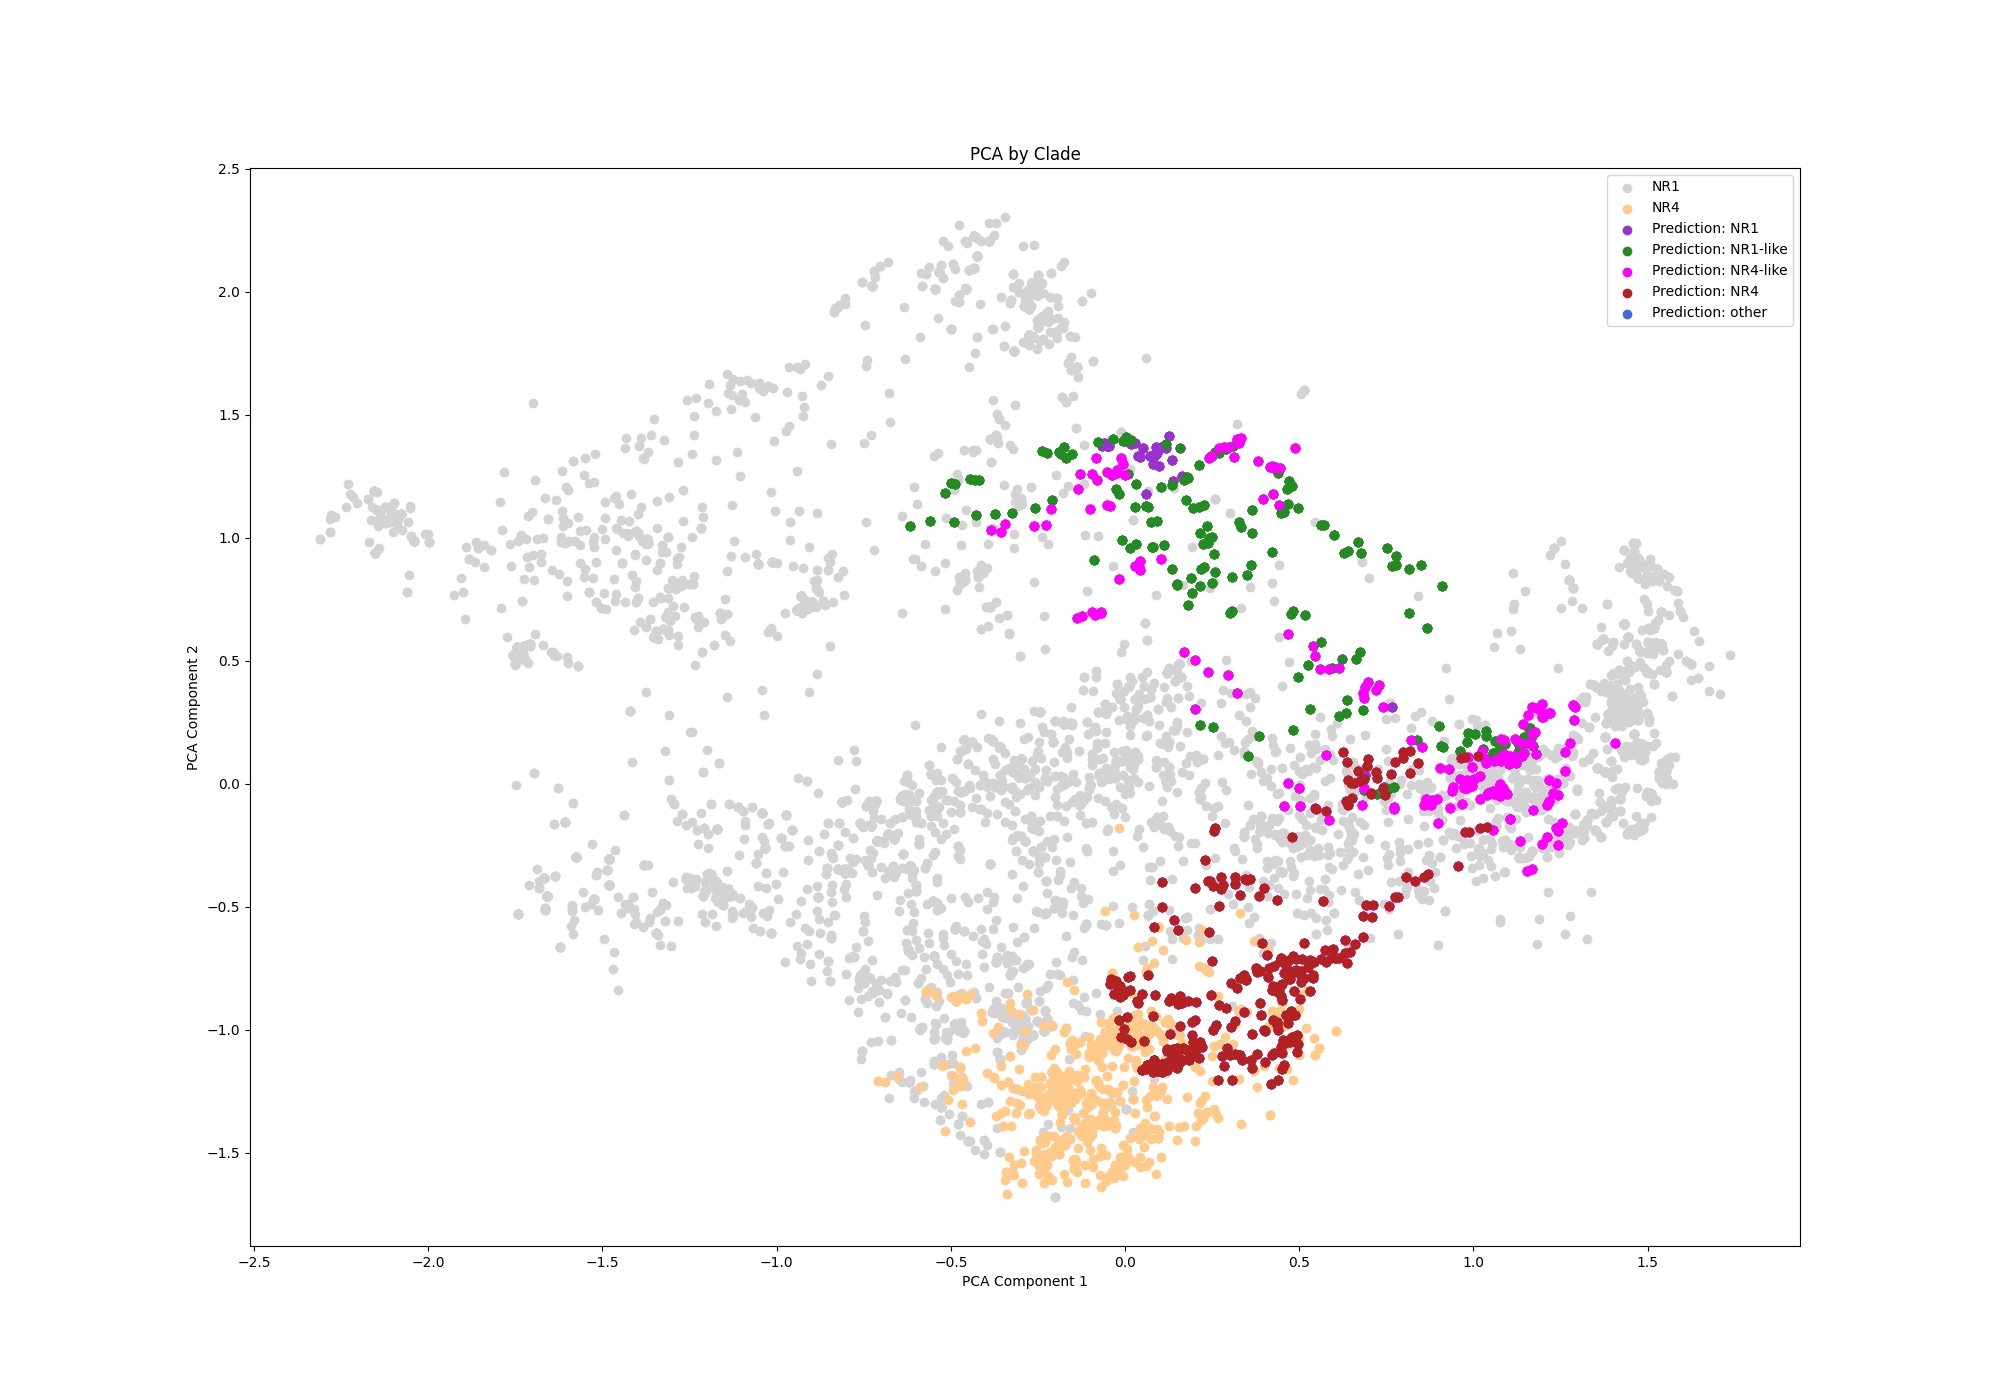 PCA by Clade
2.5
2.0
1.5
1.0
0.5
0.0
−0.5
−1.0
−1.5
PCA Component 2
NR1
NR4
Prediction: NR1
Prediction: NR1-like
Prediction: NR4-like
Prediction: NR4
Prediction: other
−2.5 −2.0 −1.5 −1.0 −0.5 0.0 0.5 1.0 1.5
PCA Component 1